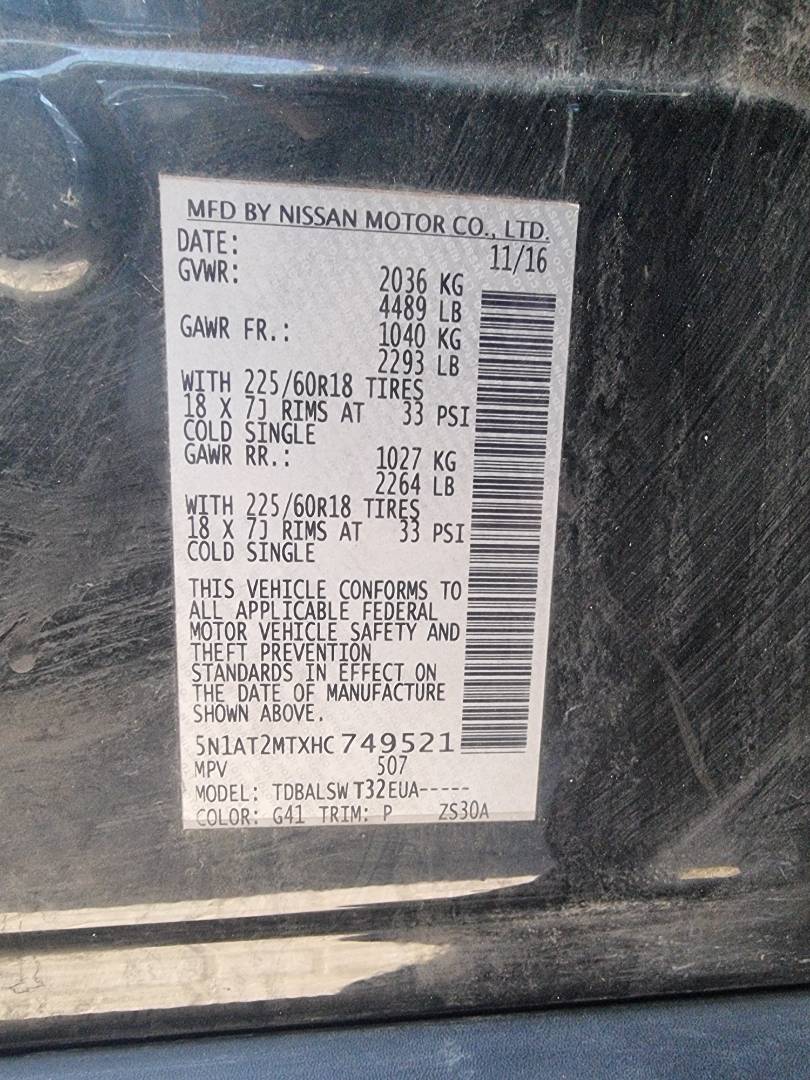 MFD BY NISSAN MOTOR CO., LTD.
DATE: 11/16
GVWR: 2036 KG
4489 LB
GAWR FR.: 1040 KG
2293 LB
WITH 225/60R18 TIRES
18 X 7J RIMS AT 33 PSI
COLD SINGLE
GAWR RR.: 1027 KG
2264 LB
WITH 225/60R18 TIRES
18 X 7J RIMS AT 33 PSI
COLD SINGLE
THIS VEHICLE CONFORMS TO
ALL APPLICABLE FEDERAL
MOTOR VEHICLE SAFETY AND
THEFT PREVENTION
STANDARDS IN EFFECT ON
THE DATE OF MANUFACTURE
SHOWN ABOVE.
5N1AT2MTXHC749521
MPV 507
MODEL: TDBALSW T32EUA-----
COLOR: G41 TRIM: P ZS30A